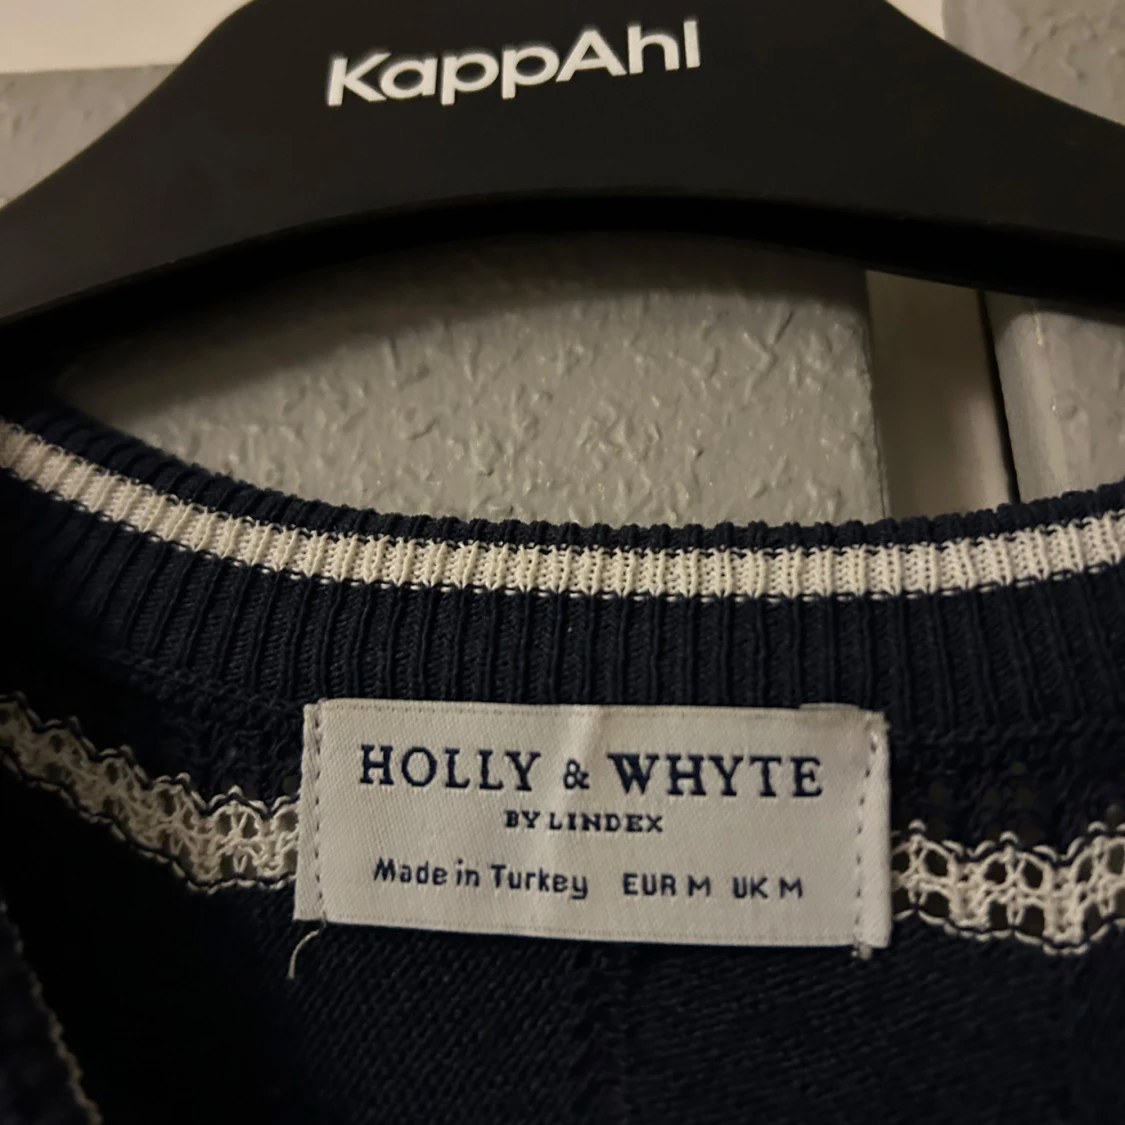 KappAhl
HOLLY & WHYTE
BY LINDEX
Made in Turkey EUR M UK M